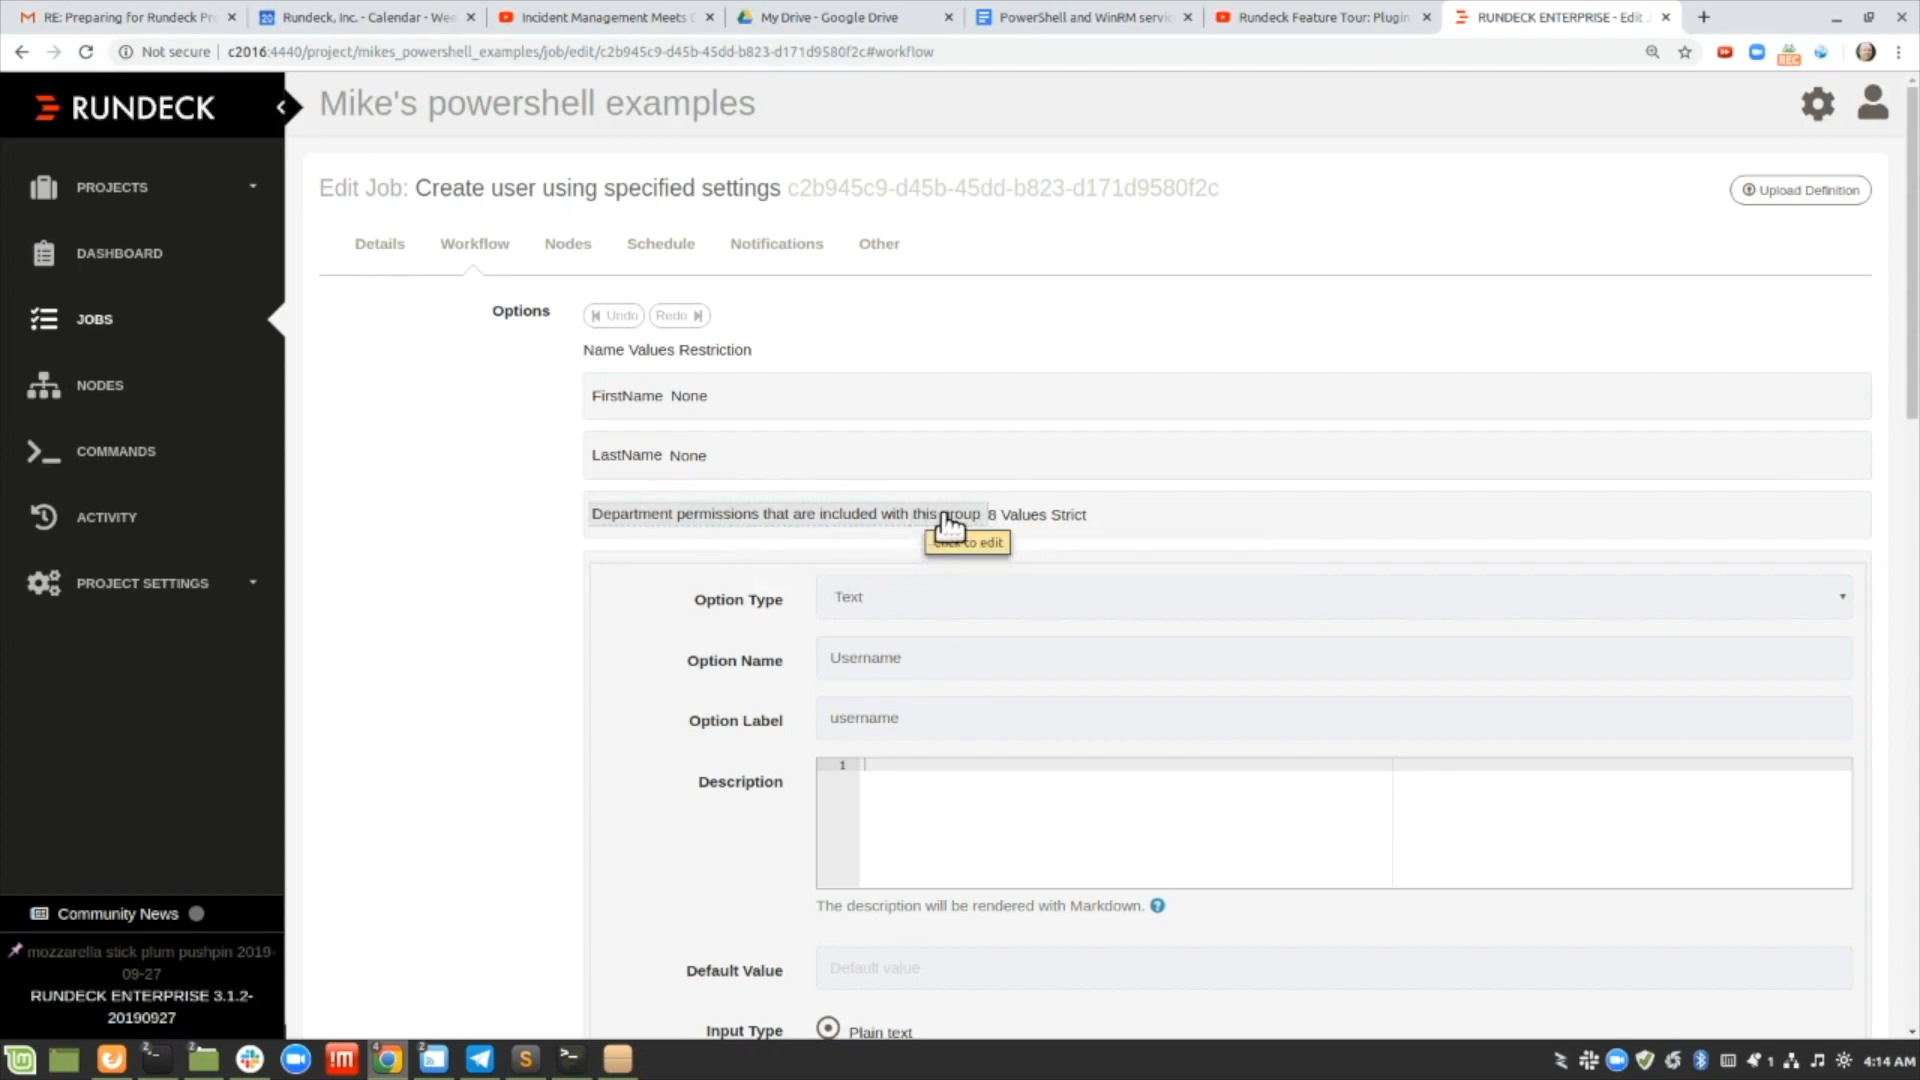 RE: Preparing for Rundeck Pr
Rundeck, Inc. - Calendar - Wee
Incident Management Meets
My Drive - Google Drive
PowerShell and WinRM servic
Rundeck Feature Tour: Plugin
RUNDECK ENTERPRISE - Edit J
Not secure | c2016:4440/project/mikes_powershell_examples/job/edit/c2b945c9-d45b-45dd-b823-d171d9580f2c#workflow
REC
RUNDECK
Mike's powershell examples
PROJECTS
DASHBOARD
JOBS
NODES
COMMANDS
ACTIVITY
PROJECT SETTINGS
Edit Job: Create user using specified settings c2b945c9-d45b-45dd-b823-d171d9580f2c
Upload Definition
Details
Workflow
Nodes
Schedule
Notifications
Other
Options
Undo
Redo
Name Values Restriction
FirstName None
LastName None
Department permissions that are included with this group 8 Values Strict
Click to edit
Option Type
Text
Option Name
Username
Option Label
username
Description
1
The description will be rendered with Markdown.
Default Value
Default value
Input Type
Plain text
Community News
mozzarella stick plum pushpin 2019-
09-27
RUNDECK ENTERPRISE 3.1.2-
20190927
4:14 AM